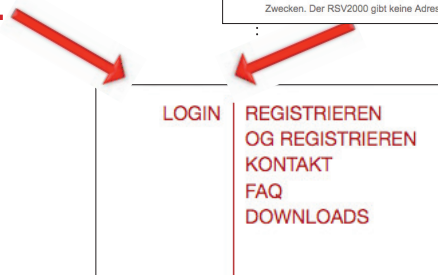 Zwecken. Der RSV2000 gibt keine Adres
:
LOGIN
REGISTRIEREN
OG REGISTRIEREN
KONTAKT
FAQ
DOWNLOADS